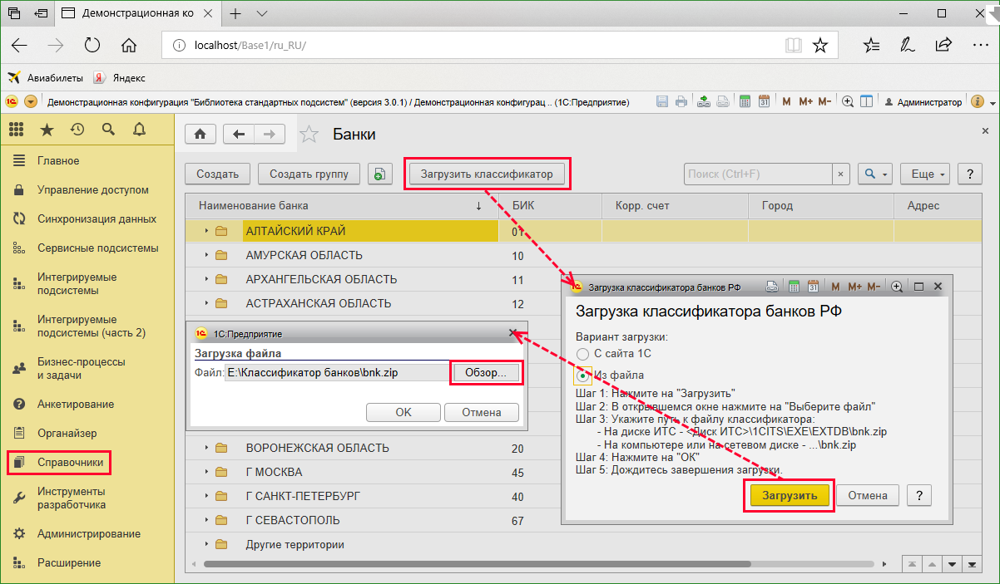 Демонстрационная ко
localhost/Base1/ru_RU/
Авиабилеты Яндекс
Демонстрационная конфигурация "Библиотека стандартных подсистем" (версия 3.0.1) / Демонстрационная конфигурац .. (1С:Предприятие)
M M+ M- Администратор
Главное
Управление доступом
Синхронизация данных
Сервисные подсистемы
Интегрируемые
подсистемы
Интегрируемые
подсистемы (часть 2)
Бизнес-процессы
и задачи
Анкетирование
Органайзер
Справочники
Инструменты
разработчика
Администрирование
Расширение
Банки
Создать Создать группу Загрузить классификатор Поиск (Ctrl+F) Еще ?
Наименование банка БИК Корр. счет Город Адрес
АЛТАЙСКИЙ КРАЙ 01
АМУРСКАЯ ОБЛАСТЬ 10
АРХАНГЕЛЬСКАЯ ОБЛАСТЬ 11
АСТРАХАНСКАЯ ОБЛАСТЬ 12
1С:Предприятие
Загрузка файла
Файл: E:\Классификатор банков\bnk.zip Обзор...
OK Отмена
ВОРОНЕЖСКАЯ ОБЛАСТЬ 20
Г МОСКВА 45
Г САНКТ-ПЕТЕРБУРГ 40
Г СЕВАСТОПОЛЬ 67
Другие территории
Загрузка классификатора банков РФ M M+ M-
Загрузка классификатора банков РФ
Вариант загрузки:
С сайта 1С
Из файла
Шаг 1: Нажмите на "Загрузить"
Шаг 2: В открывшемся окне нажмите на "Выберите файл"
Шаг 3: Укажите путь к файлу классификатора:
- На диске ИТС - <Диск ИТС>\1CITS\EXE\EXTDB\bnk.zip
- На компьютере или на сетевом диске - ...\bnk.zip
Шаг 4: Нажмите на "ОК"
Шаг 5: Дождитесь завершения загрузки.
Загрузить Отмена ?